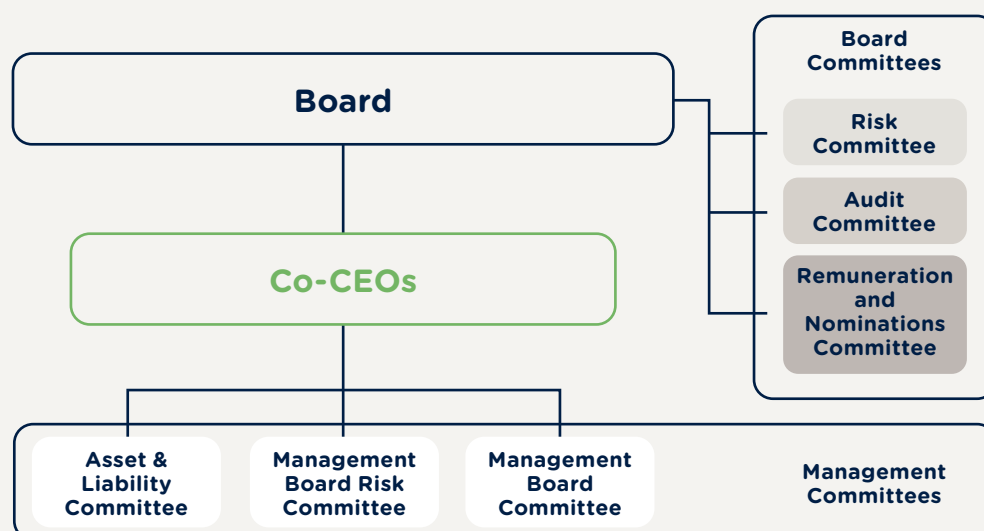 Board
Board
Committees
Risk
Committee
Audit
Committee
Remuneration
and
Nominations
Committee
Co-CEOs
Asset &
Liability
Committee
Management
Board Risk
Committee
Management
Board
Committee
Management
Committees